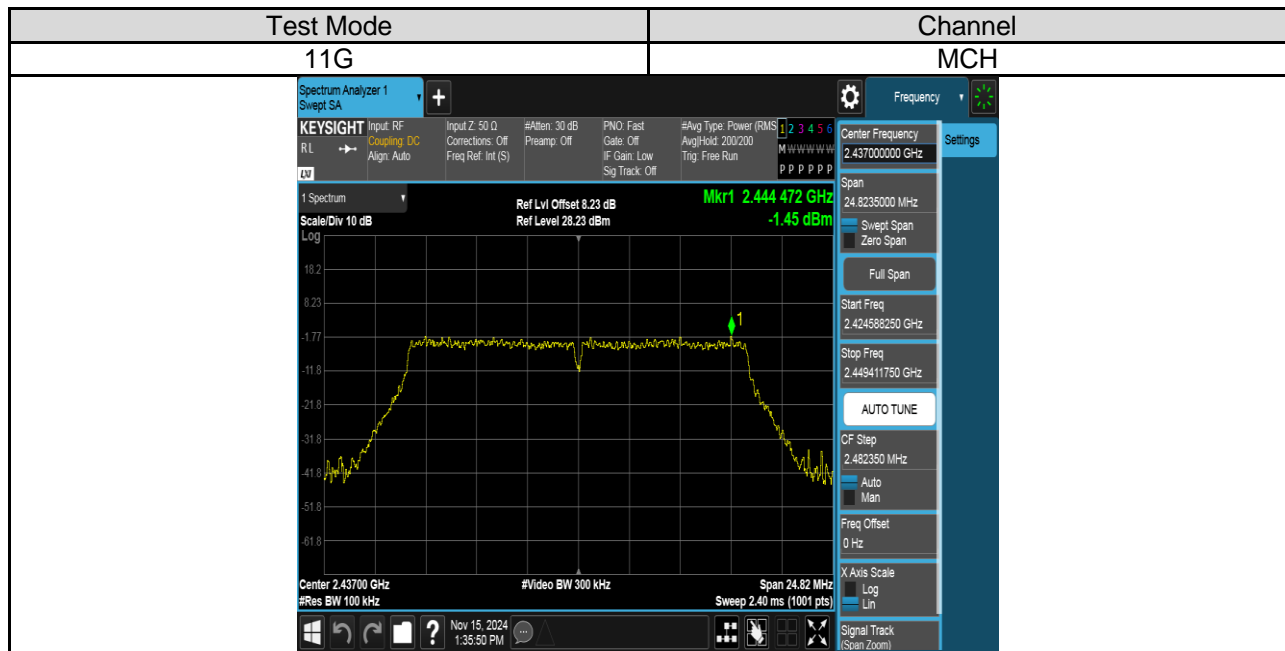 Test Mode
Channel
11G
MCH
Spectrum Analyzer 1
Swept SA
+
Frequency
KEYSIGHT
RL
LXI
Input: RF
Coupling: DC
Align: Auto
Input Z: 50 Ω
Corrections: Off
Freq Ref: Int (S)
#Atten: 30 dB
Preamp: Off
PNO: Fast
Gate: Off
IF Gain: Low
Sig Track: Off
#Avg Type: Power (RMS
Avg|Hold: 200/200
Trig: Free Run
1 2 3 4 5 6
M W W W W W
P P P P P P
Center Frequency
2.437000000 GHz
Settings
1 Spectrum
Scale/Div 10 dB
Log
Ref Lvl Offset 8.23 dB
Ref Level 28.23 dBm
Mkr1 2.444 472 GHz
-1.45 dBm
Span
24.8235000 MHz
Swept Span
Zero Span
Full Span
Start Freq
2.424588250 GHz
Stop Freq
2.449411750 GHz
AUTO TUNE
CF Step
2.482350 MHz
Auto
Man
Freq Offset
0 Hz
X Axis Scale
Log
Lin
Signal Track
(Span Zoom)
18.2
8.23
-1.77
-11.8
-21.8
-31.8
-41.8
-51.8
-61.8
1
Center 2.43700 GHz
#Res BW 100 kHz
#Video BW 300 kHz
Span 24.82 MHz
Sweep 2.40 ms (1001 pts)
?
Nov 15, 2024
1:35:50 PM